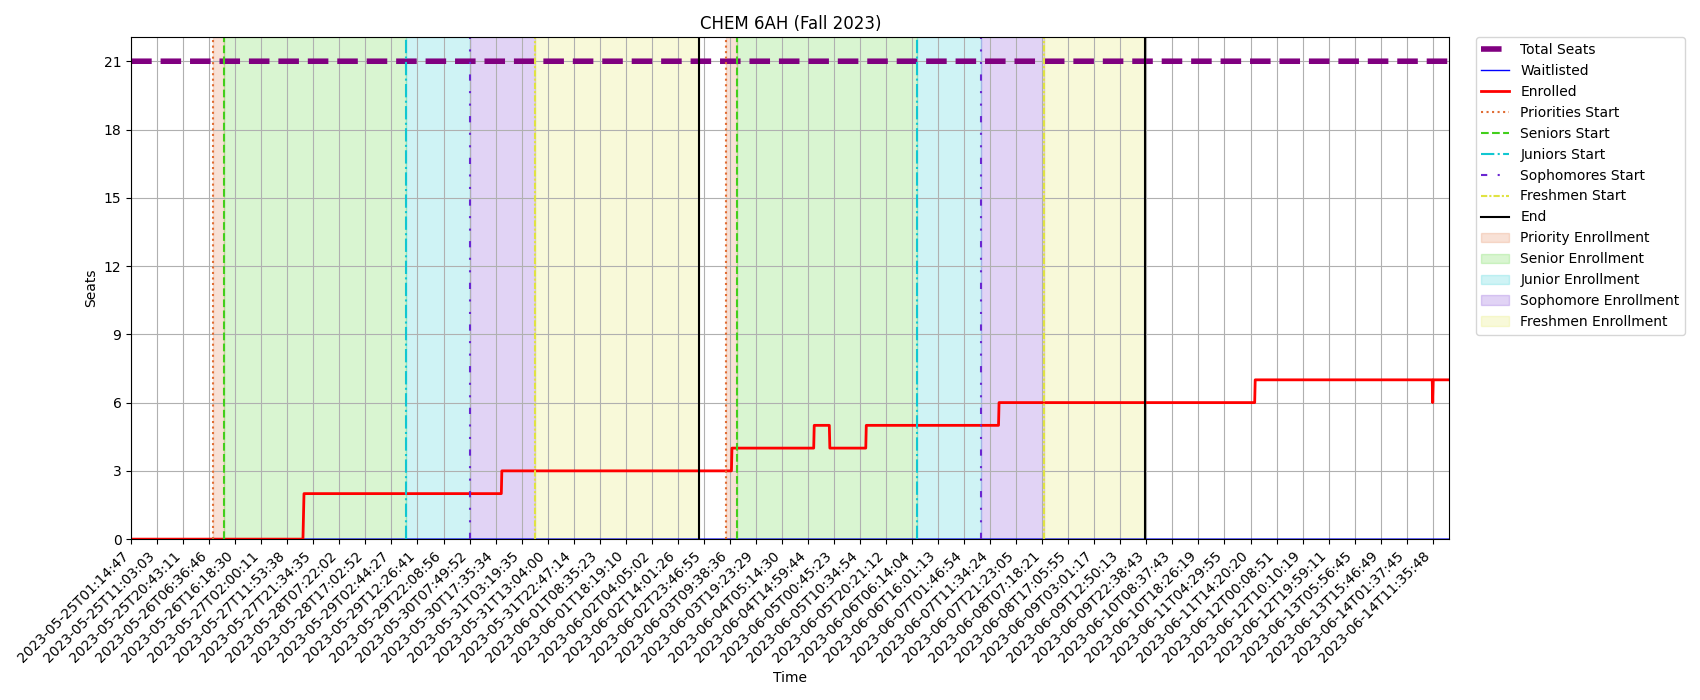 CHEM 6AH (Fall 2023)
Seats
21
18
15
12
9
6
3
0
2023-05-25T01:14:47
2023-05-25T11:03:03
2023-05-25T20:43:11
2023-05-26T06:36:46
2023-05-26T16:18:30
2023-05-27T02:00:11
2023-05-27T11:53:38
2023-05-27T21:34:35
2023-05-28T07:22:02
2023-05-28T17:02:52
2023-05-29T02:44:27
2023-05-29T12:26:41
2023-05-29T22:08:56
2023-05-30T07:49:52
2023-05-30T17:35:34
2023-05-31T03:19:35
2023-05-31T13:04:00
2023-05-31T22:47:14
2023-06-01T08:35:23
2023-06-01T18:19:10
2023-06-02T04:05:02
2023-06-02T14:01:26
2023-06-02T23:46:55
2023-06-03T09:38:36
2023-06-03T19:23:29
2023-06-04T05:14:30
2023-06-04T14:59:44
2023-06-05T00:45:23
2023-06-05T10:34:54
2023-06-05T20:21:12
2023-06-06T06:14:04
2023-06-06T16:01:13
2023-06-07T01:46:54
2023-06-07T11:34:24
2023-06-07T21:23:05
2023-06-08T07:18:21
2023-06-08T17:05:55
2023-06-09T03:01:17
2023-06-09T12:50:13
2023-06-09T22:38:43
2023-06-10T08:37:43
2023-06-10T18:26:19
2023-06-11T04:29:55
2023-06-11T14:20:20
2023-06-12T00:08:51
2023-06-12T10:10:19
2023-06-12T19:59:11
2023-06-13T05:56:45
2023-06-13T15:46:49
2023-06-14T01:37:45
2023-06-14T11:35:48
Time
Total Seats
Waitlisted
Enrolled
Priorities Start
Seniors Start
Juniors Start
Sophomores Start
Freshmen Start
End
Priority Enrollment
Senior Enrollment
Junior Enrollment
Sophomore Enrollment
Freshmen Enrollment